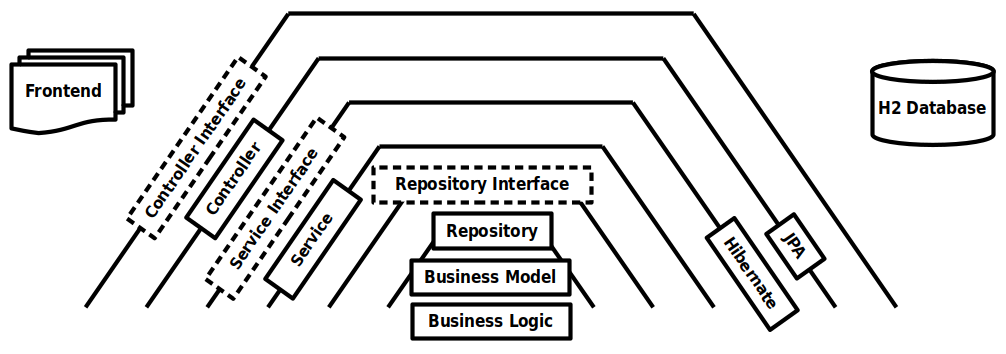 Frontend
Controller Interface
Controller
Service Interface
Service
Repository Interface
Repository
Business Model
Business Logic
Hibernate
JPA
H2 Database